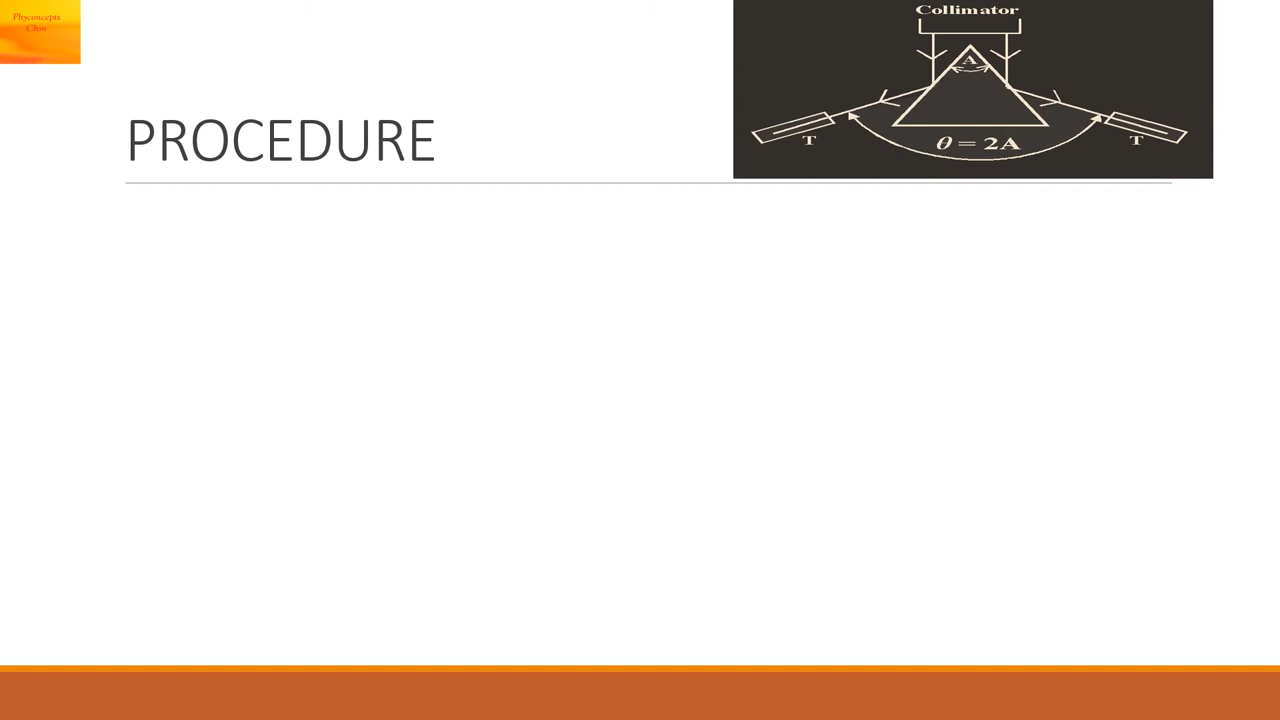 Phyconcepts
Chm
Collimator
A
T
T
θ = 2A
PROCEDURE